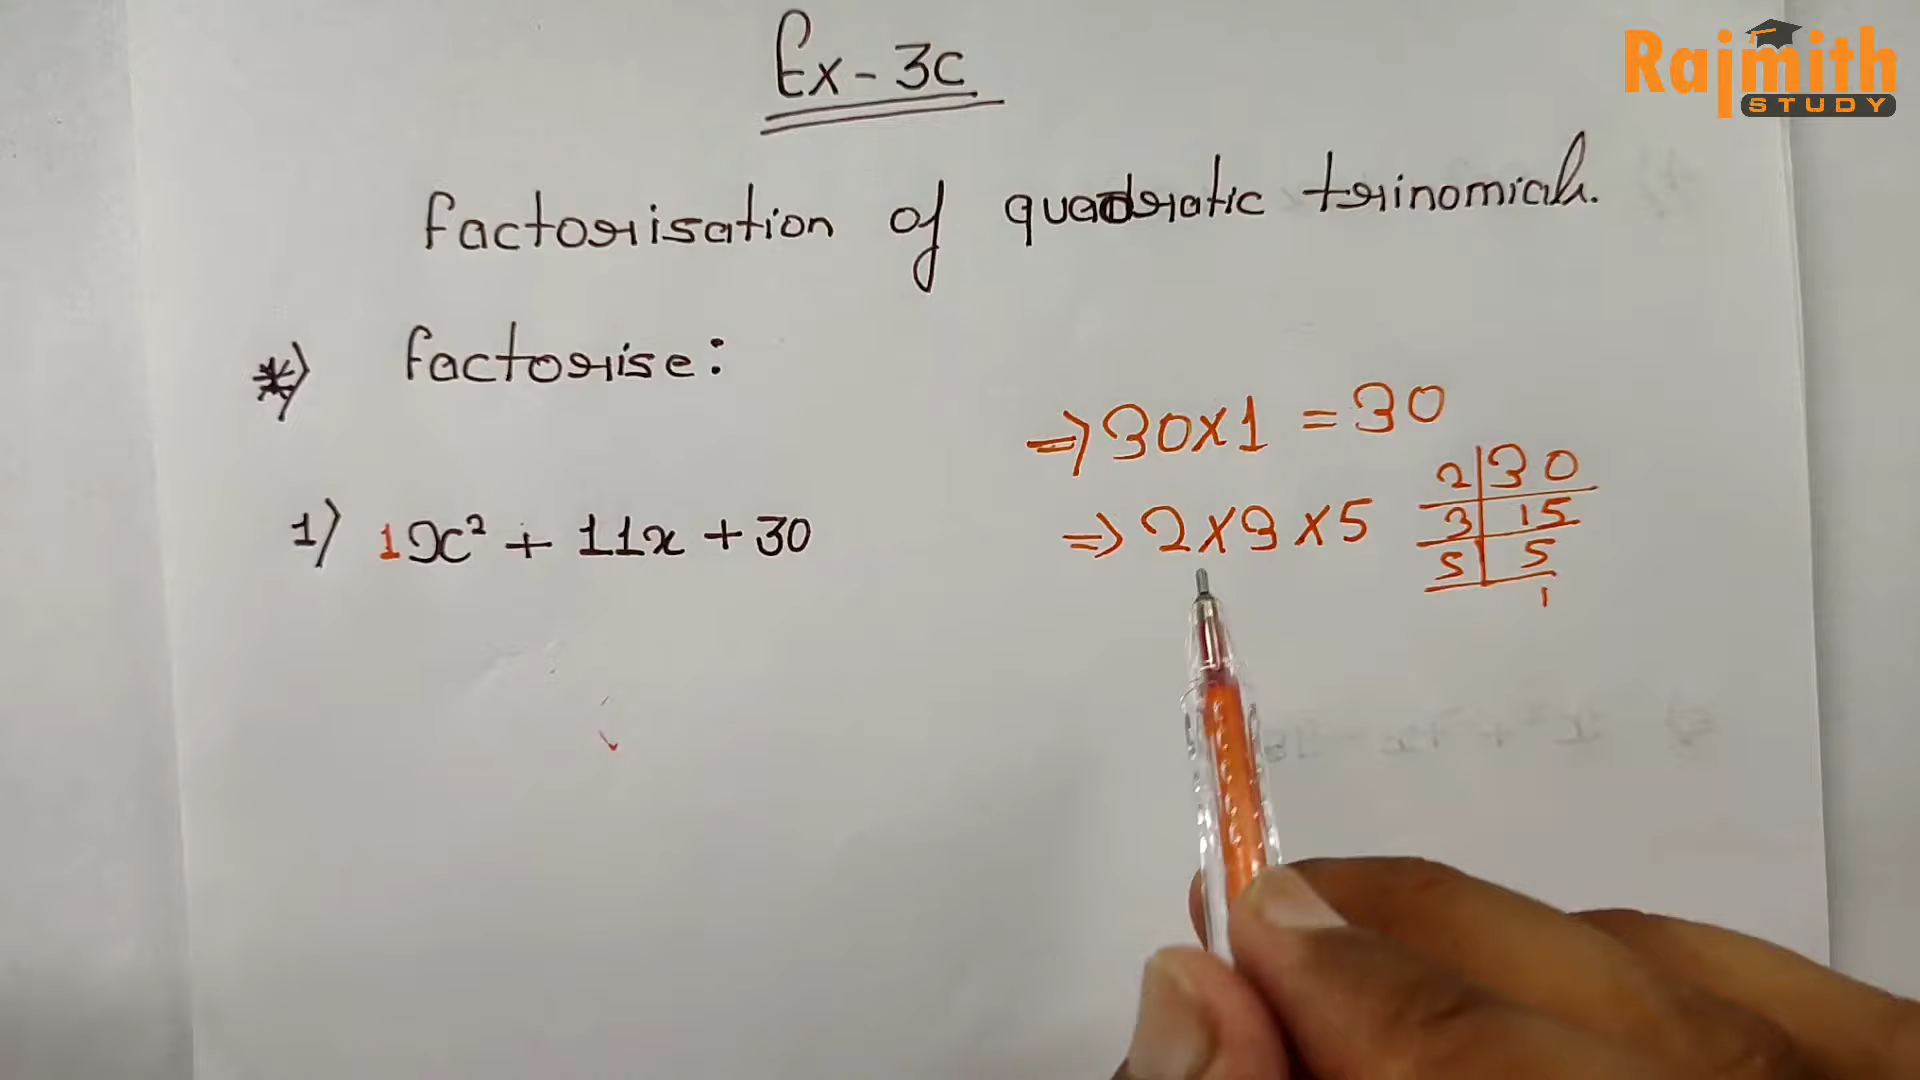 Rajmith
STUDY
Ex - 3C
factorisation of quadratic trinomials.
*) factorise:
1) 1x² + 11x + 30
⇒ 30×1 = 30
⇒ 2×3×5
2 | 30
3 | 15
5 | 5
1